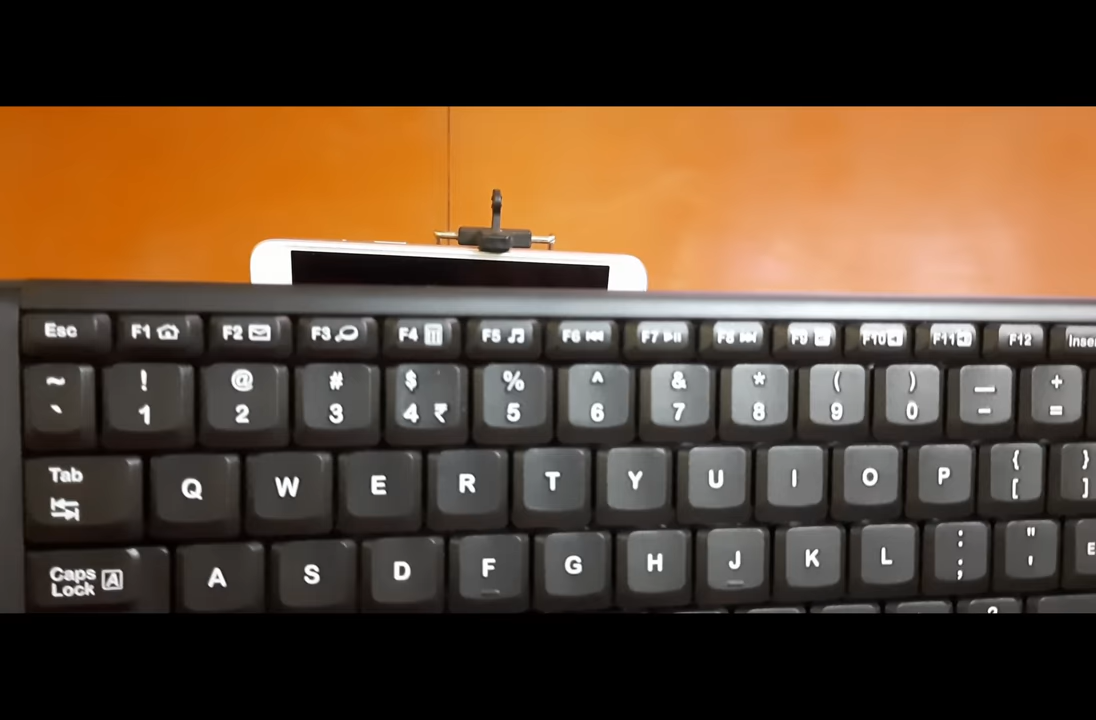 Esc F1 F2 F3 F4 F5 F6 F7 F8 F9 F10 F11 F12 Inser
~ ! @ # $ % ^ & * ( ) — +
` 1 2 3 4 ₹ 5 6 7 8 9 0 - =
Tab Q W E R T Y U I O P { }
[ ]
Caps A A S D F G H J K L : "
Lock ; ' E
?